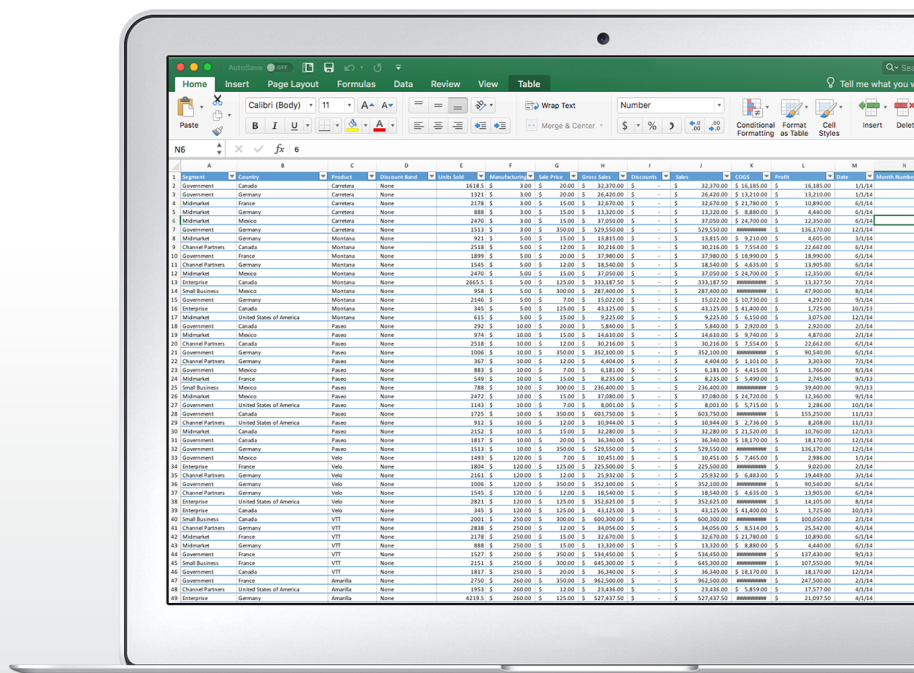 AutoSave OFF
Home Insert Page Layout Formulas Data Review View Table Tell me what you
Paste Calibri (Body) 11 Wrap Text Number
B I U Merge & Center $ % Conditional Formatting Format as Table Cell Styles Insert
N6 fx 6
A B C D E F G H I J K L M N
1 Segment Country Product Discount Band Units Sold Manufacturing Sale Price Gross Sales Discounts Sales COGS Profit Date Month Number
2 Government Canada Carretera None 1618.5 $ 3.00 $ 20.00 $ 32,370.00 $ - $ 32,370.00 $ 16,185.00 $ 16,185.00 1/1/14
3 Government Germany Carretera None 1321 $ 3.00 $ 20.00 $ 26,420.00 $ - $ 26,420.00 $ 13,210.00 $ 13,210.00 1/1/14
4 Midmarket France Carretera None 2178 $ 3.00 $ 15.00 $ 32,670.00 $ - $ 32,670.00 $ 21,780.00 $ 10,890.00 6/1/14
5 Midmarket Germany Carretera None 888 $ 3.00 $ 15.00 $ 13,320.00 $ - $ 13,320.00 $ 8,880.00 $ 4,440.00 6/1/14
6 Midmarket Mexico Carretera None 2470 $ 3.00 $ 15.00 $ 37,050.00 $ - $ 37,050.00 $ 24,700.00 $ 12,350.00 6/1/14
7 Government Germany Carretera None 1513 $ 3.00 $ 350.00 $ 529,550.00 $ - $ 529,550.00 ######### $ 136,170.00 12/1/14
8 Midmarket Germany Montana None 921 $ 5.00 $ 15.00 $ 13,815.00 $ - $ 13,815.00 $ 9,210.00 $ 4,605.00 3/1/14
9 Channel Partners Canada Montana None 2518 $ 5.00 $ 12.00 $ 30,216.00 $ - $ 30,216.00 $ 7,554.00 $ 22,662.00 6/1/14
10 Government France Montana None 1899 $ 5.00 $ 20.00 $ 37,980.00 $ - $ 37,980.00 $ 18,990.00 $ 18,990.00 6/1/14
11 Channel Partners Germany Montana None 1545 $ 5.00 $ 12.00 $ 18,540.00 $ - $ 18,540.00 $ 4,635.00 $ 13,905.00 6/1/14
12 Midmarket Mexico Montana None 2470 $ 5.00 $ 15.00 $ 37,050.00 $ - $ 37,050.00 $ 24,700.00 $ 12,350.00 6/1/14
13 Enterprise Canada Montana None 2665.5 $ 5.00 $ 125.00 $ 333,187.50 $ - $ 333,187.50 ######### $ 13,327.50 7/1/14
14 Small Business Mexico Montana None 958 $ 5.00 $ 300.00 $ 287,400.00 $ - $ 287,400.00 ######### $ 47,900.00 8/1/14
15 Government Germany Montana None 2146 $ 5.00 $ 7.00 $ 15,022.00 $ - $ 15,022.00 $ 10,730.00 $ 4,292.00 9/1/14
16 Enterprise Canada Montana None 345 $ 5.00 $ 125.00 $ 43,125.00 $ - $ 43,125.00 $ 41,400.00 $ 1,725.00 10/1/13
17 Midmarket United States of America Montana None 615 $ 5.00 $ 15.00 $ 9,225.00 $ - $ 9,225.00 $ 6,150.00 $ 3,075.00 12/1/14
18 Government Canada Paseo None 292 $ 10.00 $ 20.00 $ 5,840.00 $ - $ 5,840.00 $ 2,920.00 $ 2,920.00 2/1/14
19 Midmarket Mexico Paseo None 974 $ 10.00 $ 15.00 $ 14,610.00 $ - $ 14,610.00 $ 9,740.00 $ 4,870.00 2/1/14
20 Channel Partners Canada Paseo None 2518 $ 10.00 $ 12.00 $ 30,216.00 $ - $ 30,216.00 $ 7,554.00 $ 22,662.00 6/1/14
21 Government Germany Paseo None 1006 $ 10.00 $ 350.00 $ 352,100.00 $ - $ 352,100.00 ######### $ 90,540.00 6/1/14
22 Channel Partners Germany Paseo None 367 $ 10.00 $ 12.00 $ 4,404.00 $ - $ 4,404.00 $ 1,101.00 $ 3,303.00 7/1/14
23 Government Mexico Paseo None 883 $ 10.00 $ 7.00 $ 6,181.00 $ - $ 6,181.00 $ 4,415.00 $ 1,766.00 8/1/14
24 Midmarket France Paseo None 549 $ 10.00 $ 15.00 $ 8,235.00 $ - $ 8,235.00 $ 5,490.00 $ 2,745.00 9/1/13
25 Small Business Mexico Paseo None 788 $ 10.00 $ 300.00 $ 236,400.00 $ - $ 236,400.00 ######### $ 39,400.00 9/1/13
26 Midmarket Mexico Paseo None 2472 $ 10.00 $ 15.00 $ 37,080.00 $ - $ 37,080.00 $ 24,720.00 $ 12,360.00 9/1/14
27 Government United States of America Paseo None 1143 $ 10.00 $ 7.00 $ 8,001.00 $ - $ 8,001.00 $ 5,715.00 $ 2,286.00 10/1/14
28 Government Canada Paseo None 1725 $ 10.00 $ 350.00 $ 603,750.00 $ - $ 603,750.00 ######### $ 155,250.00 11/1/13
29 Channel Partners United States of America Paseo None 912 $ 10.00 $ 12.00 $ 10,944.00 $ - $ 10,944.00 $ 2,736.00 $ 8,208.00 11/1/13
30 Midmarket Canada Paseo None 2152 $ 10.00 $ 15.00 $ 32,280.00 $ - $ 32,280.00 $ 21,520.00 $ 10,760.00 12/1/13
31 Government Canada Paseo None 1817 $ 10.00 $ 20.00 $ 36,340.00 $ - $ 36,340.00 $ 18,170.00 $ 18,170.00 12/1/14
32 Government Germany Paseo None 1513 $ 10.00 $ 350.00 $ 529,550.00 $ - $ 529,550.00 ######### $ 136,170.00 12/1/14
33 Government Mexico Velo None 1493 $ 120.00 $ 7.00 $ 10,451.00 $ - $ 10,451.00 $ 7,465.00 $ 2,986.00 1/1/14
34 Enterprise France Velo None 1804 $ 120.00 $ 125.00 $ 225,500.00 $ - $ 225,500.00 ######### $ 9,020.00 2/1/14
35 Channel Partners Germany Velo None 2161 $ 120.00 $ 12.00 $ 25,932.00 $ - $ 25,932.00 $ 6,483.00 $ 19,449.00 3/1/14
36 Government Germany Velo None 1006 $ 120.00 $ 350.00 $ 352,100.00 $ - $ 352,100.00 ######### $ 90,540.00 6/1/14
37 Channel Partners Germany Velo None 1545 $ 120.00 $ 12.00 $ 18,540.00 $ - $ 18,540.00 $ 4,635.00 $ 13,905.00 6/1/14
38 Enterprise United States of America Velo None 2821 $ 120.00 $ 125.00 $ 352,625.00 $ - $ 352,625.00 ######### $ 14,105.00 8/1/14
39 Enterprise Canada Velo None 345 $ 120.00 $ 125.00 $ 43,125.00 $ - $ 43,125.00 $ 41,400.00 $ 1,725.00 10/1/13
40 Small Business Canada VTT None 2001 $ 250.00 $ 300.00 $ 600,300.00 $ - $ 600,300.00 ######### $ 100,050.00 2/1/14
41 Channel Partners Germany VTT None 2838 $ 250.00 $ 12.00 $ 34,056.00 $ - $ 34,056.00 $ 8,514.00 $ 25,542.00 4/1/14
42 Midmarket France VTT None 2178 $ 250.00 $ 15.00 $ 32,670.00 $ - $ 32,670.00 $ 21,780.00 $ 10,890.00 6/1/14
43 Midmarket Germany VTT None 888 $ 250.00 $ 15.00 $ 13,320.00 $ - $ 13,320.00 $ 8,880.00 $ 4,440.00 6/1/14
44 Government France VTT None 1527 $ 250.00 $ 350.00 $ 534,450.00 $ - $ 534,450.00 ######### $ 137,430.00 9/1/13
45 Small Business France VTT None 2151 $ 250.00 $ 300.00 $ 645,300.00 $ - $ 645,300.00 ######### $ 107,550.00 9/1/14
46 Government Canada VTT None 1817 $ 250.00 $ 20.00 $ 36,340.00 $ - $ 36,340.00 $ 18,170.00 $ 18,170.00 12/1/14
47 Government France Amarilla None 2750 $ 260.00 $ 350.00 $ 962,500.00 $ - $ 962,500.00 ######### $ 247,500.00 2/1/14
48 Channel Partners United States of America Amarilla None 1953 $ 260.00 $ 12.00 $ 23,436.00 $ - $ 23,436.00 $ 5,859.00 $ 17,577.00 4/1/14
49 Enterprise Germany Amarilla None 4219.5 $ 260.00 $ 125.00 $ 527,437.50 $ - $ 527,437.50 ######### $ 21,097.50 4/1/14